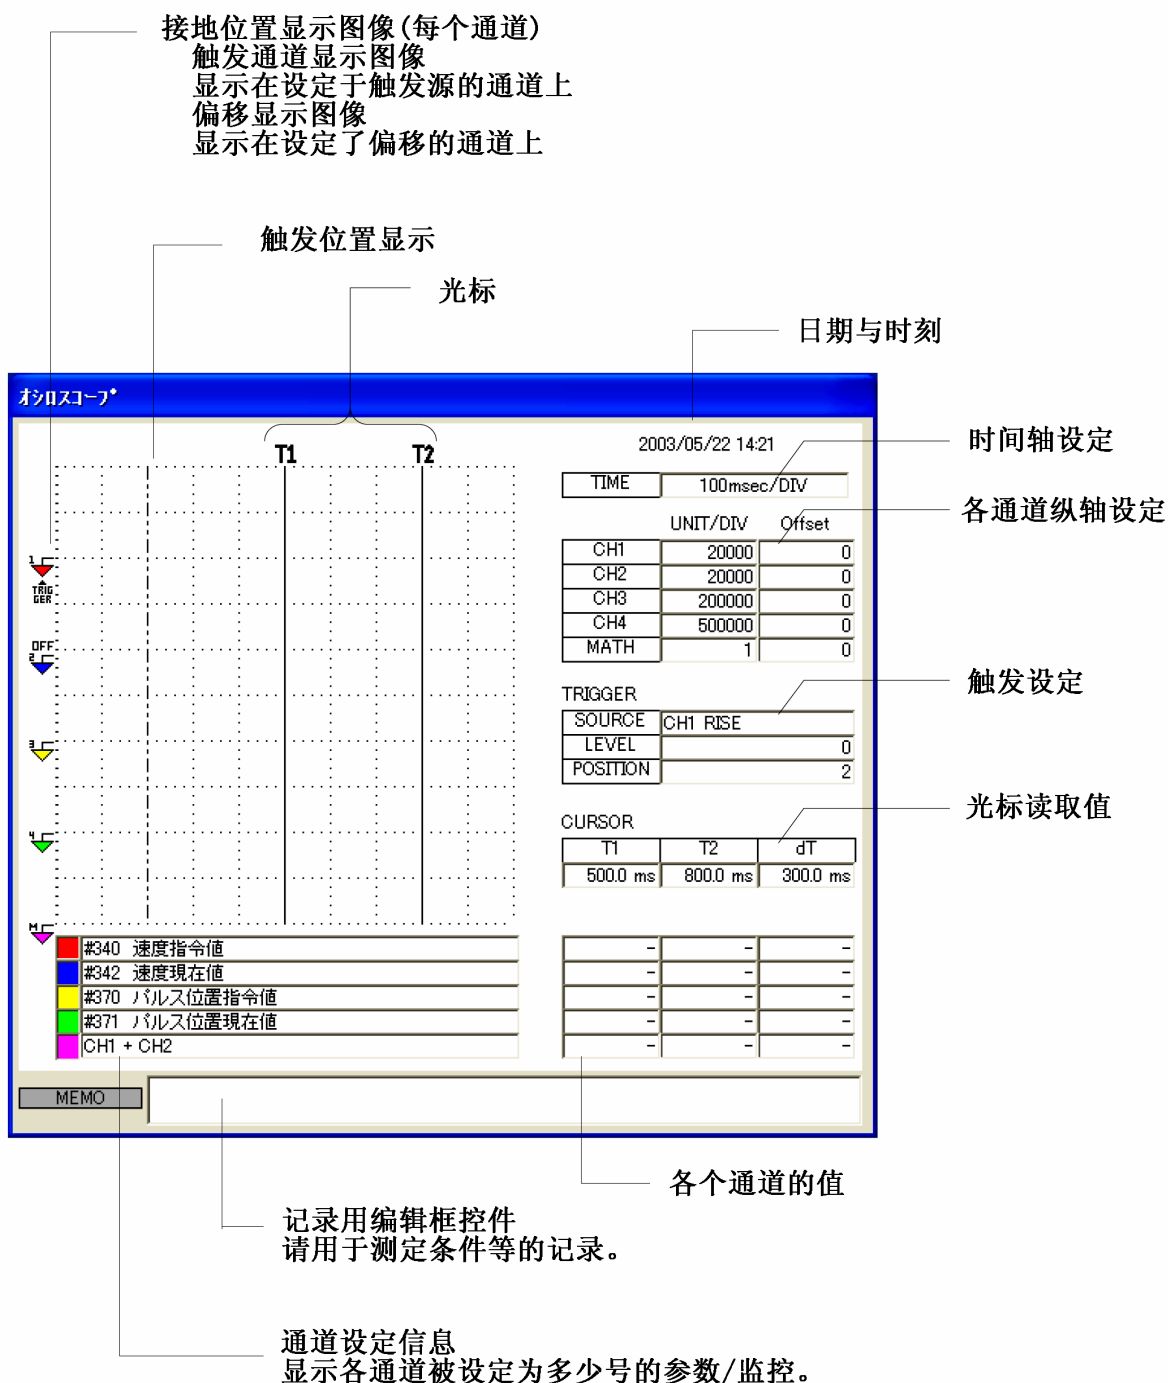 接地位置显示图像(每个通道)
触发通道显示图像
显示在设定于触发源的通道上
偏移显示图像
显示在设定了偏移的通道上
触发位置显示
光标
日期与时刻
オシロスコープ
T1 T2
2003/05/22 14:21
时间轴设定
TIME 100msec/DIV
各通道纵轴设定
UNIT/DIV Offset
CH1 20000 0
CH2 20000 0
CH3 200000 0
CH4 500000 0
MATH 1 0
1
TRIG
GER
OFF
2
3
4
M
触发设定
TRIGGER
SOURCE CH1 RISE
LEVEL 0
POSITION 2
光标读取值
CURSOR
T1 T2 dT
500.0 ms 800.0 ms 300.0 ms
#340 速度指令値 - - -
#342 速度現在値 - - -
#370 パルス位置指令値 - - -
#371 パルス位置現在値 - - -
CH1 + CH2 - - -
MEMO
各个通道的值
记录用编辑框控件
请用于测定条件等的记录。
通道设定信息
显示各通道被设定为多少号的参数/监控。